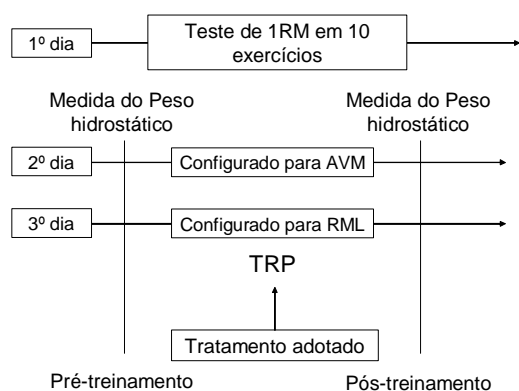 1º dia
Teste de 1RM em 10
exercícios
Medida do Peso
hidrostático
Medida do Peso
hidrostático
2º dia
Configurado para AVM
3º dia
Configurado para RML
TRP
Tratamento adotado
Pré-treinamento
Pós-treinamento